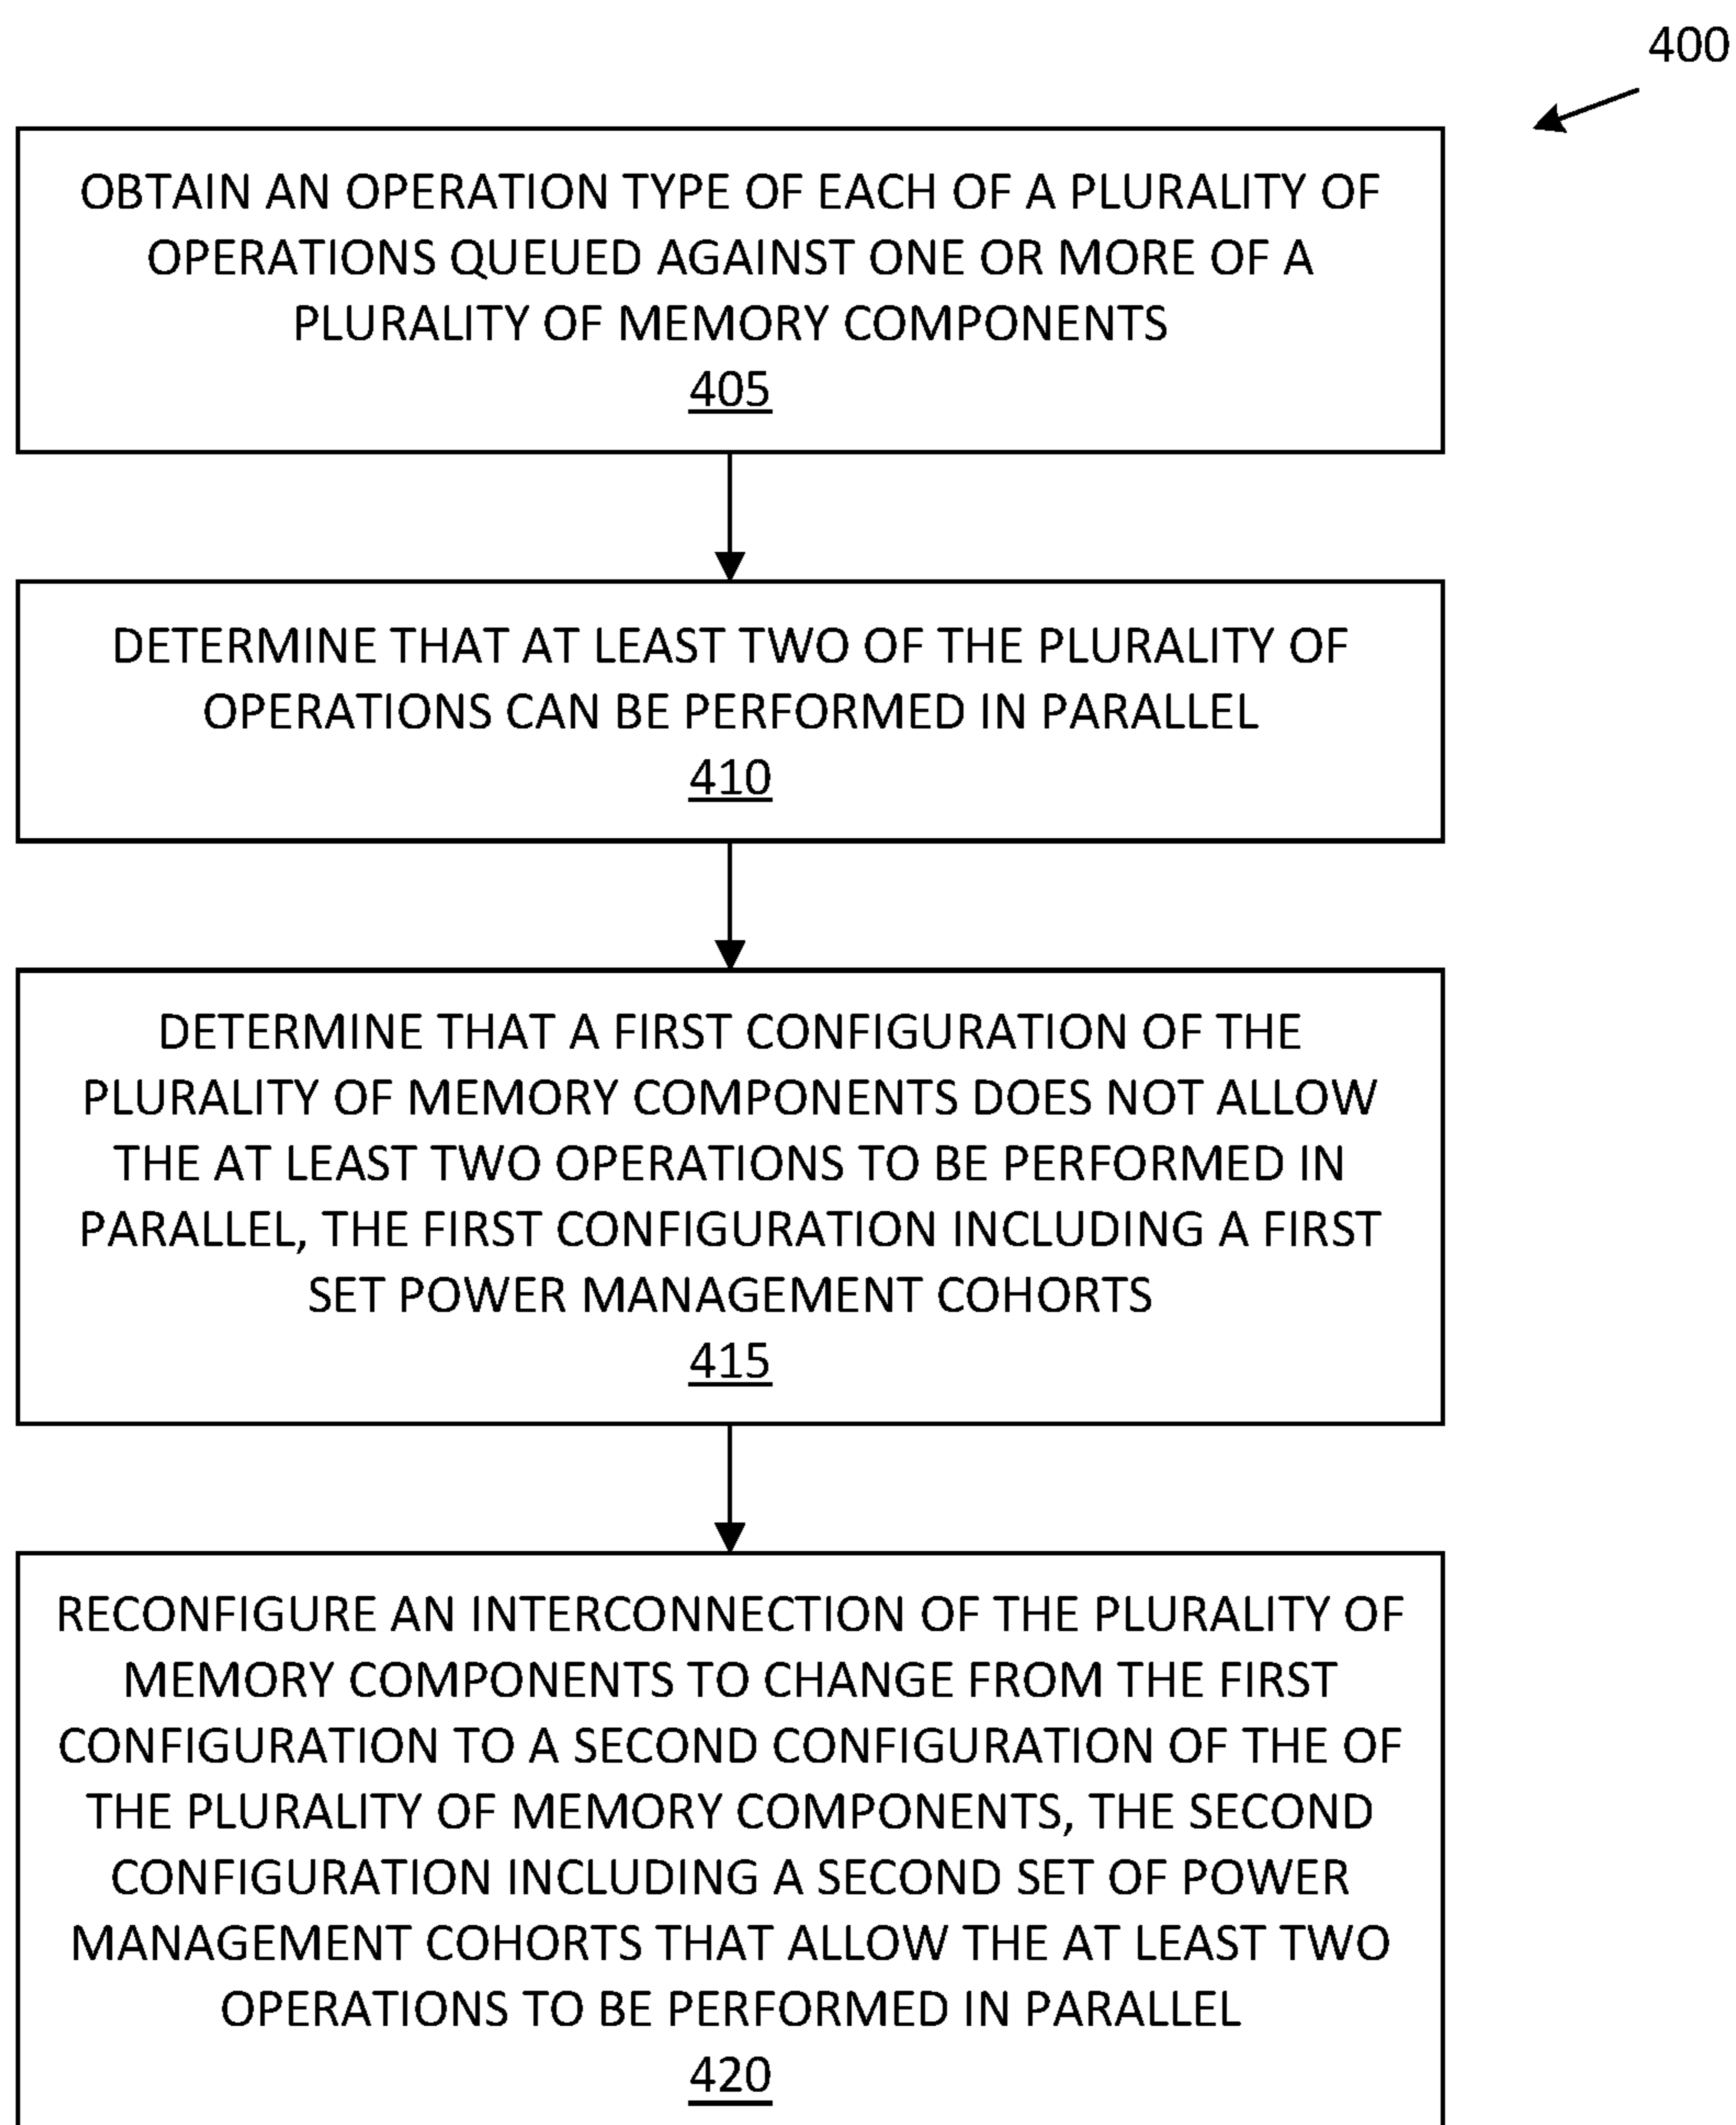 400
OBTAIN AN OPERATION TYPE OF EACH OF A PLURALITY OF
OPERATIONS QUEUED AGAINST ONE OR MORE OF A
PLURALITY OF MEMORY COMPONENTS
405
DETERMINE THAT AT LEAST TWO OF THE PLURALITY OF
OPERATIONS CAN BE PERFORMED IN PARALLEL
410
DETERMINE THAT A FIRST CONFIGURATION OF THE
PLURALITY OF MEMORY COMPONENTS DOES NOT ALLOW
THE AT LEAST TWO OPERATIONS TO BE PERFORMED IN
PARALLEL, THE FIRST CONFIGURATION INCLUDING A FIRST
SET POWER MANAGEMENT COHORTS
415
RECONFIGURE AN INTERCONNECTION OF THE PLURALITY OF
MEMORY COMPONENTS TO CHANGE FROM THE FIRST
CONFIGURATION TO A SECOND CONFIGURATION OF THE OF
THE PLURALITY OF MEMORY COMPONENTS, THE SECOND
CONFIGURATION INCLUDING A SECOND SET OF POWER
MANAGEMENT COHORTS THAT ALLOW THE AT LEAST TWO
OPERATIONS TO BE PERFORMED IN PARALLEL
420